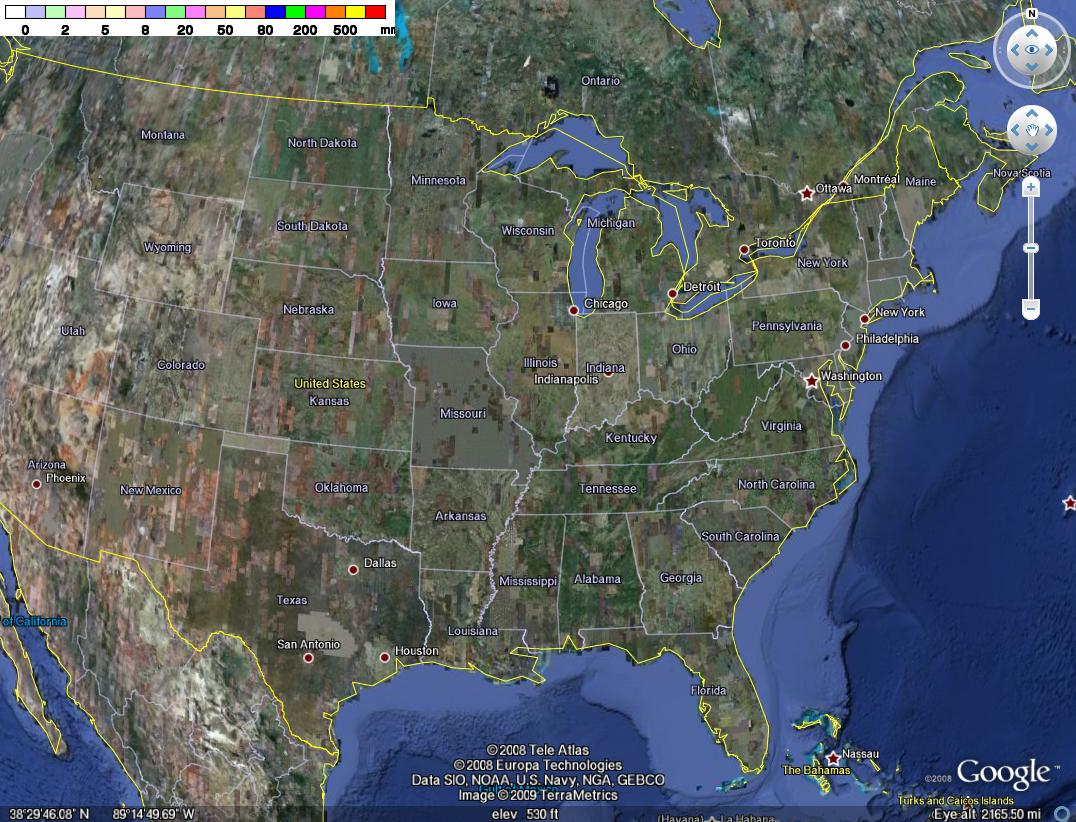 0 2 5 8 20 50 80 200 500 mm
N
Ontario
Montana
North Dakota
Minnesota
Ottawa
Montréal
Maine
Nova Scotia
South Dakota
Wisconsin
Michigan
Wyoming
Toronto
New York
Nebraska
Iowa
Chicago
Detroit
New York
Utah
Pennsylvania
Philadelphia
Colorado
Illinois
Indiana
Ohio
Indianapolis
Washington
United States
Kansas
Missouri
Kentucky
Virginia
Arizona
Phoenix
New Mexico
Oklahoma
Tennessee
North Carolina
Arkansas
South Carolina
Dallas
Mississippi
Alabama
Georgia
Texas
of California
Louisiana
San Antonio
Houston
Florida
©2008 Tele Atlas
©2008 Europa Technologies
Data SIO, NOAA, U.S. Navy, NGA, GEBCO
Image ©2009 TerraMetrics
Nassau
The Bahamas
©2008 Google™
Turks and Caicos Islands
38°29'46.08" N 89°14'49.69" W elev 530 ft Eye alt 2165.50 mi
(Havana) La Habana